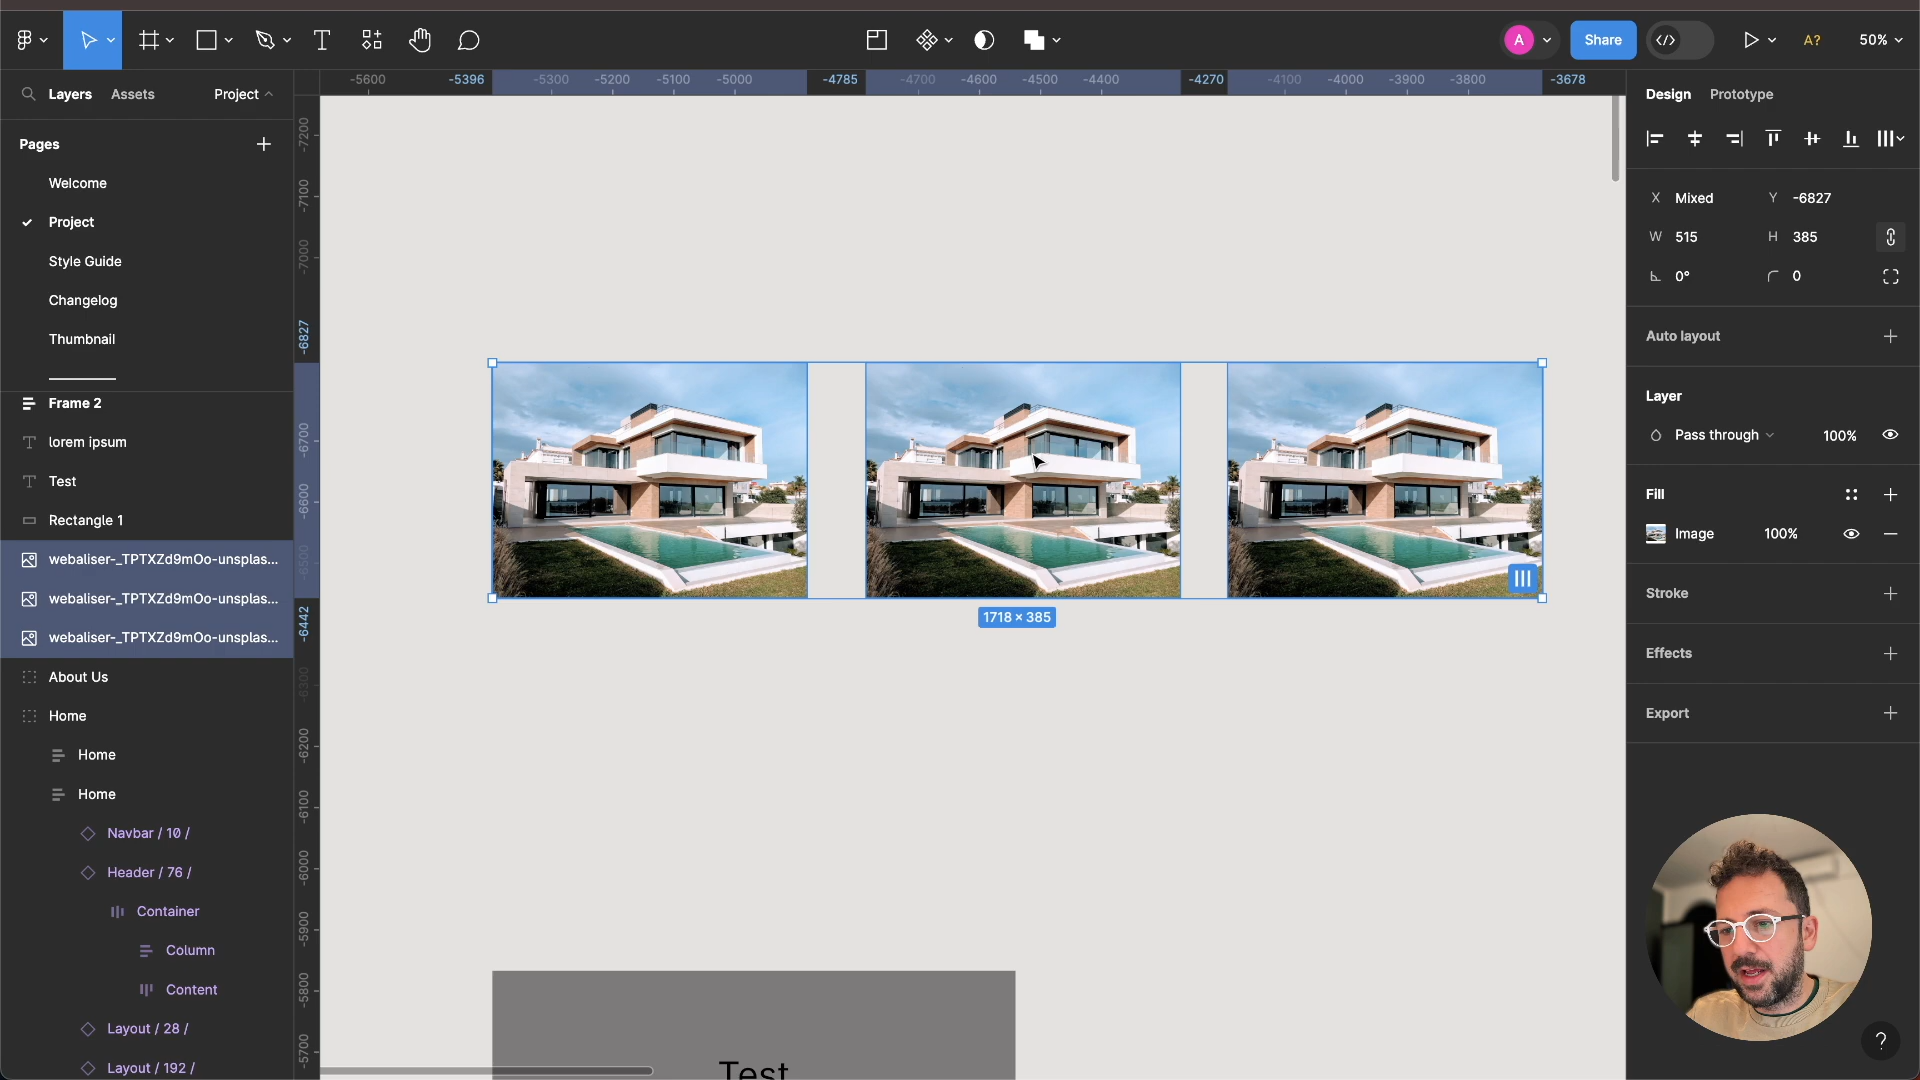 A
Share
A?
50%
Layers
Assets
Project
-5600
-5396
-5300
-5200
-5100
-5000
-4785
-4700
-4600
-4500
-4400
-4270
-4100
-4000
-3900
-3800
-3678
Design
Prototype
Pages
Welcome
Project
Style Guide
Changelog
Thumbnail
Frame 2
lorem ipsum
Test
Rectangle 1
webaliser-_TPTXZd9mOo-unsplas...
webaliser-_TPTXZd9mOo-unsplas...
webaliser-_TPTXZd9mOo-unsplas...
About Us
Home
Home
Home
Navbar / 10 /
Header / 76 /
Container
Column
Content
Layout / 28 /
Layout / 192 /
-7200
-7100
-7000
-6827
-6700
-6600
-6500
-6442
-6300
-6200
-6100
-6000
-5900
-5800
-5700
1718 × 385
Test
X Mixed Y -6827
W 515 H 385
0° 0
Auto layout
Layer
Pass through 100%
Fill
Image 100%
Stroke
Effects
Export
?